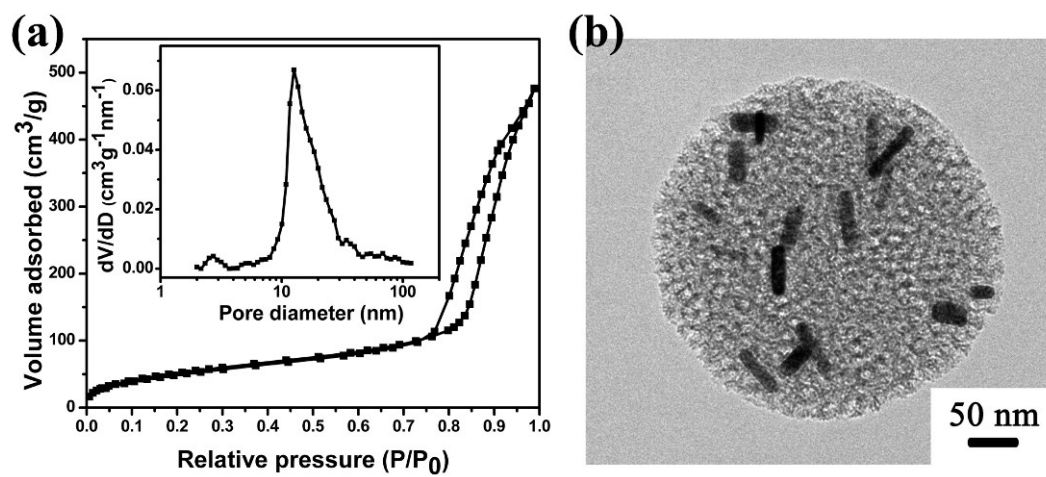 (a)
500
400
300
200
100
0
0.0 0.1 0.2 0.3 0.4 0.5 0.6 0.7 0.8 0.9 1.0
Volume adsorbed (cm³/g)
Relative pressure (P/P₀)
0.06
0.04
0.02
0.00
1 10 100
dV/dD (cm³g⁻¹nm⁻¹)
Pore diameter (nm)
(b)
50 nm